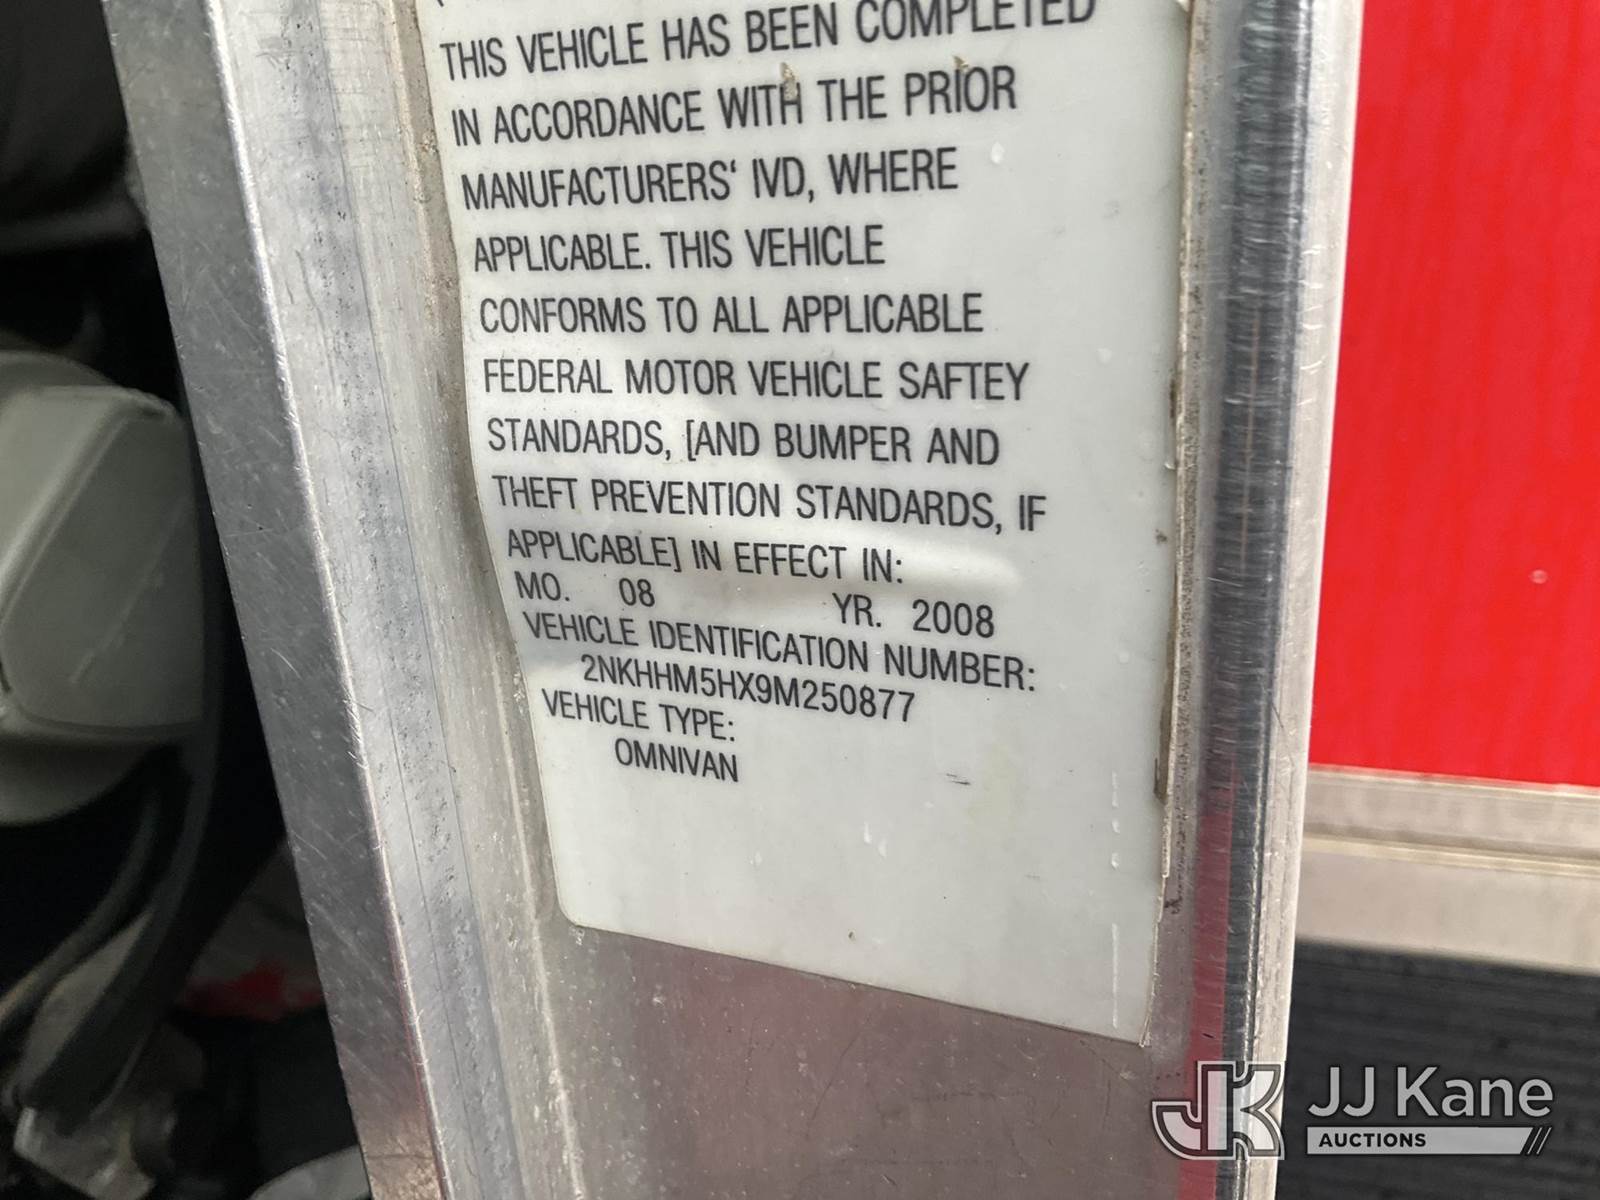 THIS VEHICLE HAS BEEN COMPLETED
IN ACCORDANCE WITH THE PRIOR
MANUFACTURERS' IVD, WHERE
APPLICABLE. THIS VEHICLE
CONFORMS TO ALL APPLICABLE
FEDERAL MOTOR VEHICLE SAFTEY
STANDARDS, [AND BUMPER AND
THEFT PREVENTION STANDARDS, IF
APPLICABLE] IN EFFECT IN:
MO. 08 YR. 2008
VEHICLE IDENTIFICATION NUMBER:
2NKHHM5HX9M250877
VEHICLE TYPE:
OMNIVAN
JK JJ Kane
AUCTIONS